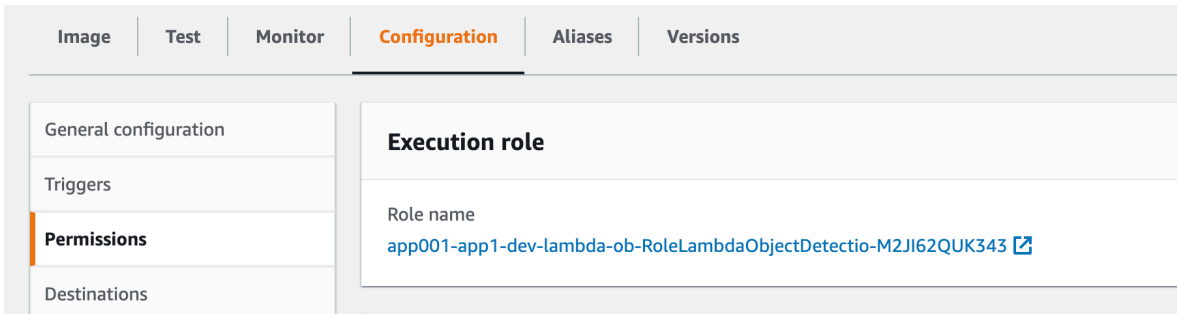 Image Test Monitor Configuration Aliases Versions
General configuration
Triggers
Permissions
Destinations
Execution role
Role name
app001-app1-dev-lambda-ob-RoleLambdaObjectDetectio-M2JI62QUK343